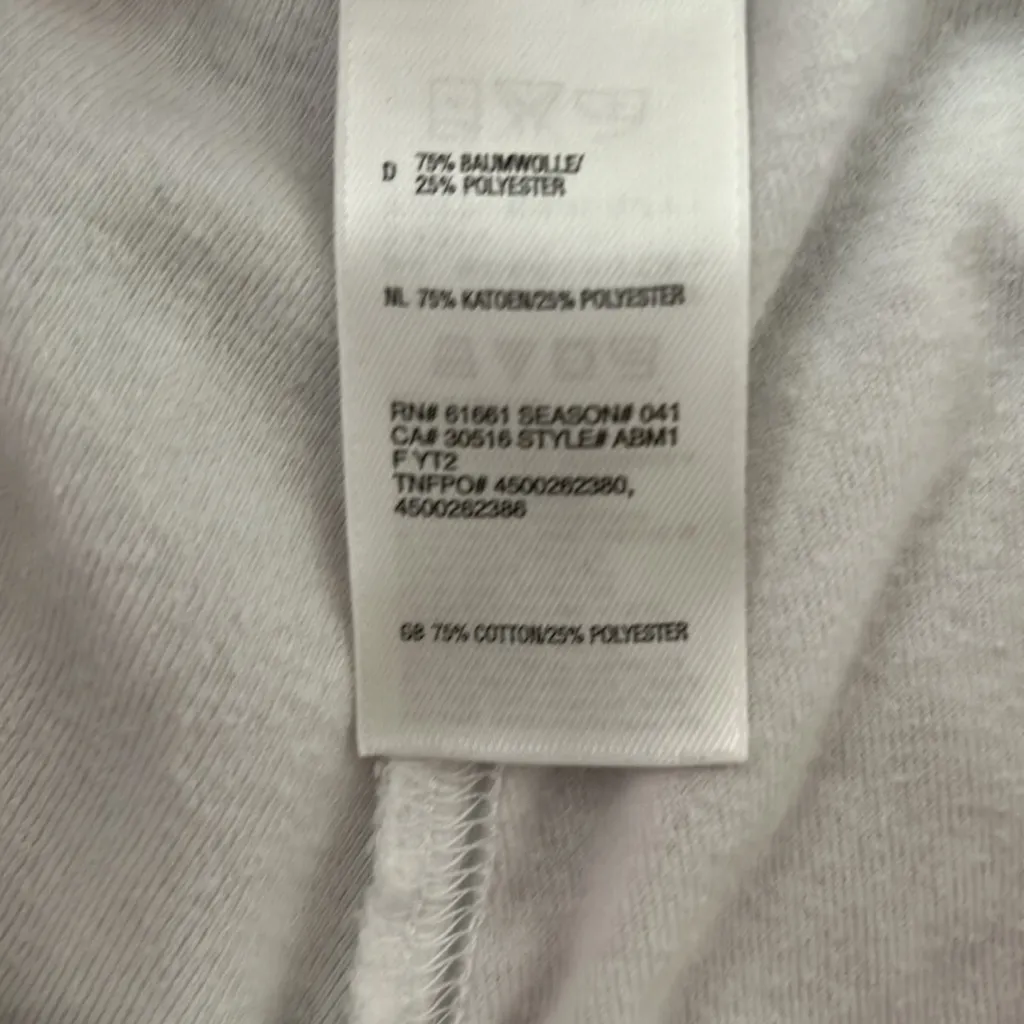 D 75% BAUMWOLLE/
25% POLYESTER
NL 75% KATOEN/25% POLYESTER
RN# 61661 SEASON# 041
CA# 30516 STYLE# ABM1
F YT2
TNFPO# 4500262380,
4500262386
GB 75% COTTON/25% POLYESTER